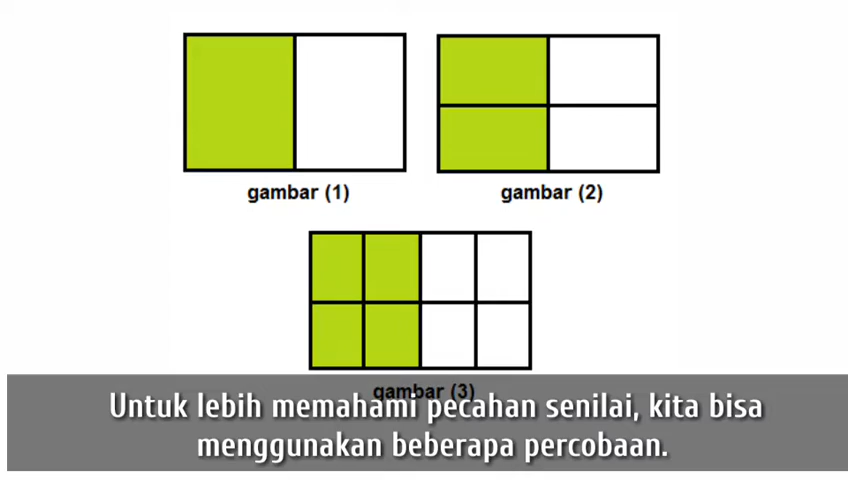 gambar (1)
gambar (2)
gambar (3)
Untuk lebih memahami pecahan senilai, kita bisa
menggunakan beberapa percobaan.